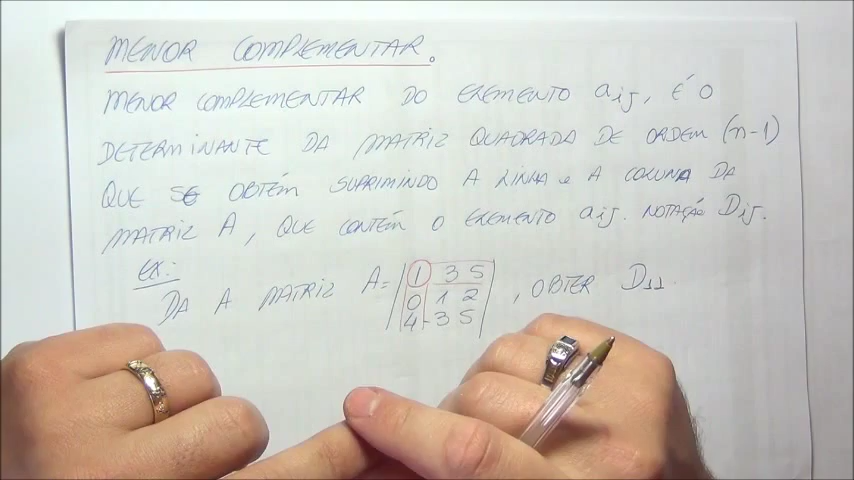 MENOR COMPLEMENTAR.
MENOR COMPLEMENTAR DO ELEMENTO aij, É O
DETERMINANTE DA MATRIZ QUADRADA DE ORDEM (n-1)
QUE SE OBTÉM SUPRIMINDO A LINHA e A COLUNA DA
MATRIZ A, QUE CONTÉM O ELEMENTO aij. NOTAÇÃO Dij.
EX:
DA A MATRIZ A= |1 3 5| , OBTER D11.
|0 1 2|
|4 -3 5|